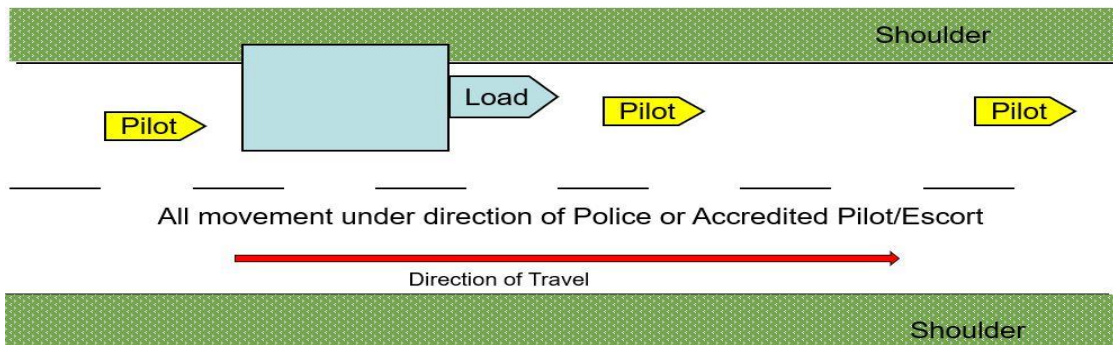 Shoulder
Load
Pilot
Pilot
Pilot
All movement under direction of Police or Accredited Pilot/Escort
Direction of Travel
Shoulder